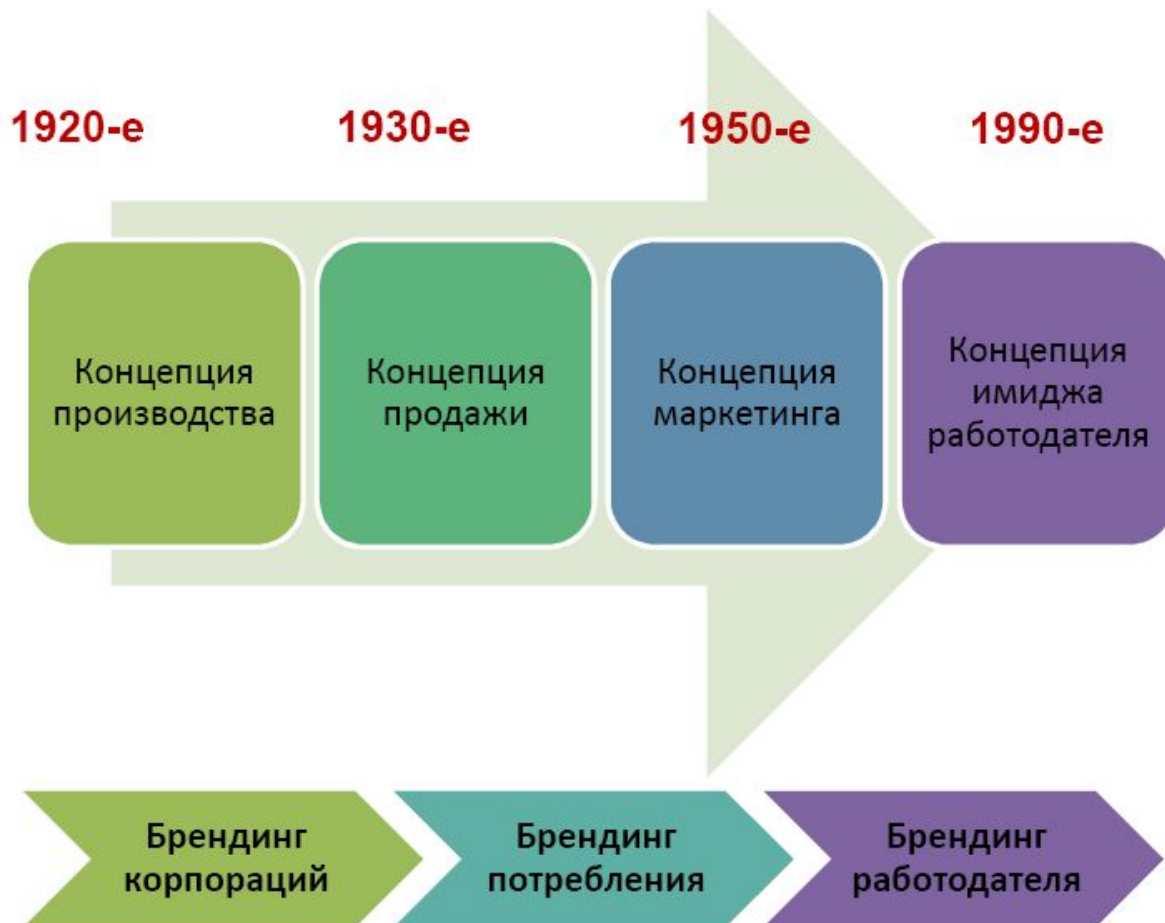 1920-е 1930-е 1950-е 1990-е
Концепция
производства
Концепция
продажи
Концепция
маркетинга
Концепция
имиджа
работодателя
Брендинг
корпораций
Брендинг
потребления
Брендинг
работодателя